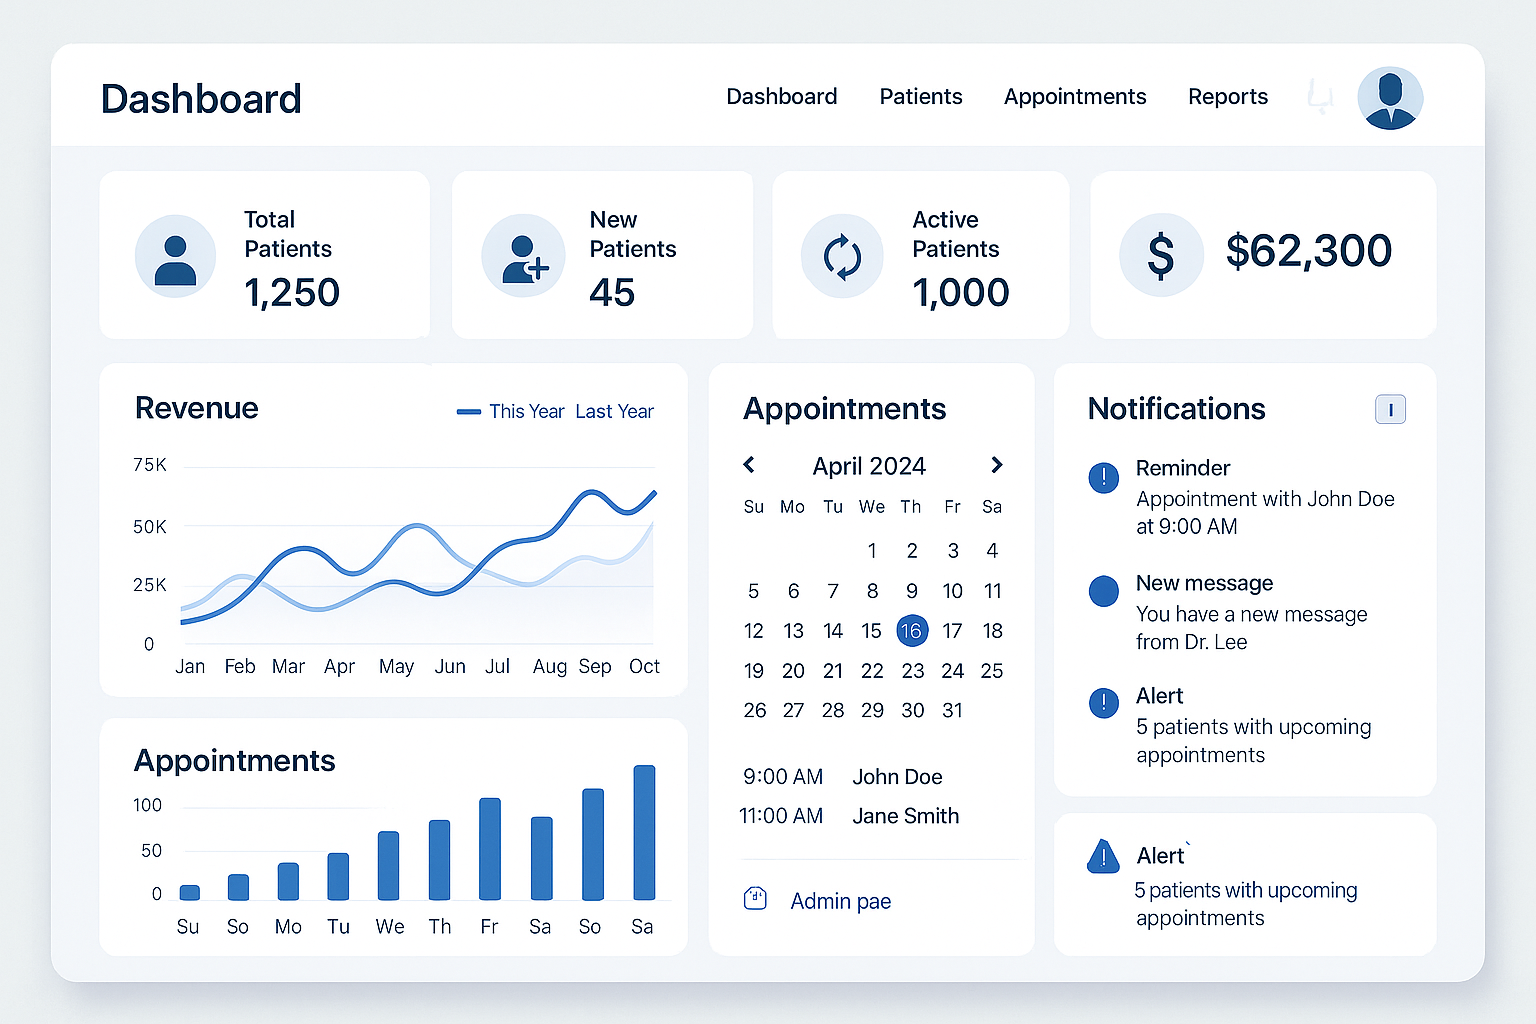 Dashboard
Dashboard Patients Appointments Reports
Total
Patients
1,250
New
Patients
45
Active
Patients
1,000
$
$62,300
Revenue
This Year Last Year
75K
50K
25K
0
Jan Feb Mar Apr May Jun Jul Aug Sep Oct
Appointments
100
50
0
Su So Mo Tu We Th Fr Sa So Sa
Appointments
April 2024
Su Mo Tu We Th Fr Sa
1 2 3 4
5 6 7 8 9 10 11
12 13 14 15 16 17 18
19 20 21 22 23 24 25
26 27 28 29 30 31
9:00 AM John Doe
11:00 AM Jane Smith
Admin pae
Notifications
!
Reminder
Appointment with John Doe
at 9:00 AM
New message
You have a new message
from Dr. Lee
!
Alert
5 patients with upcoming
appointments
!
Alert`
5 patients with upcoming
appointments